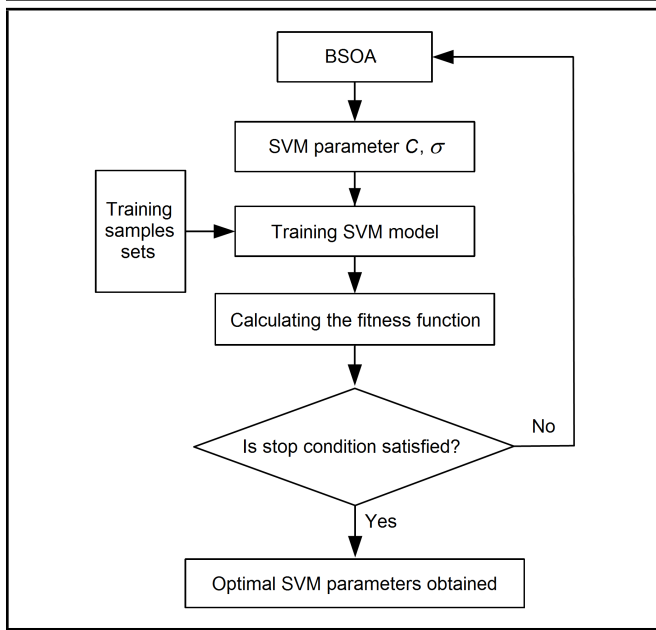 BSOA
SVM parameter C, σ
Training
samples
sets
Training SVM model
Calculating the fitness function
Is stop condition satisfied?
No
Yes
Optimal SVM parameters obtained